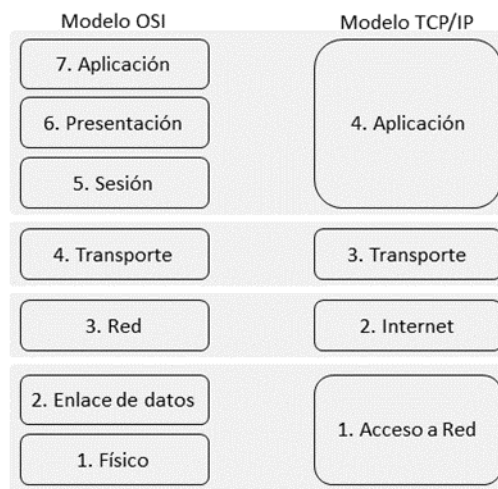 Modelo OSI
7. Aplicación
6. Presentación
5. Sesión
4. Transporte
3. Red
2. Enlace de datos
1. Físico
Modelo TCP/IP
4. Aplicación
3. Transporte
2. Internet
1. Acceso a Red